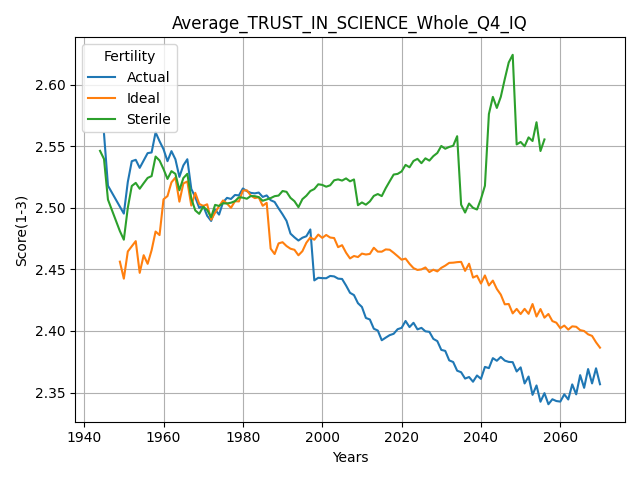 Average_TRUST_IN_SCIENCE_Whole_Q4_IQ
Fertility
Actual
Ideal
Sterile
Score(1-3)
2.60
2.55
2.50
2.45
2.40
2.35
1940
1960
1980
2000
2020
2040
2060
Years